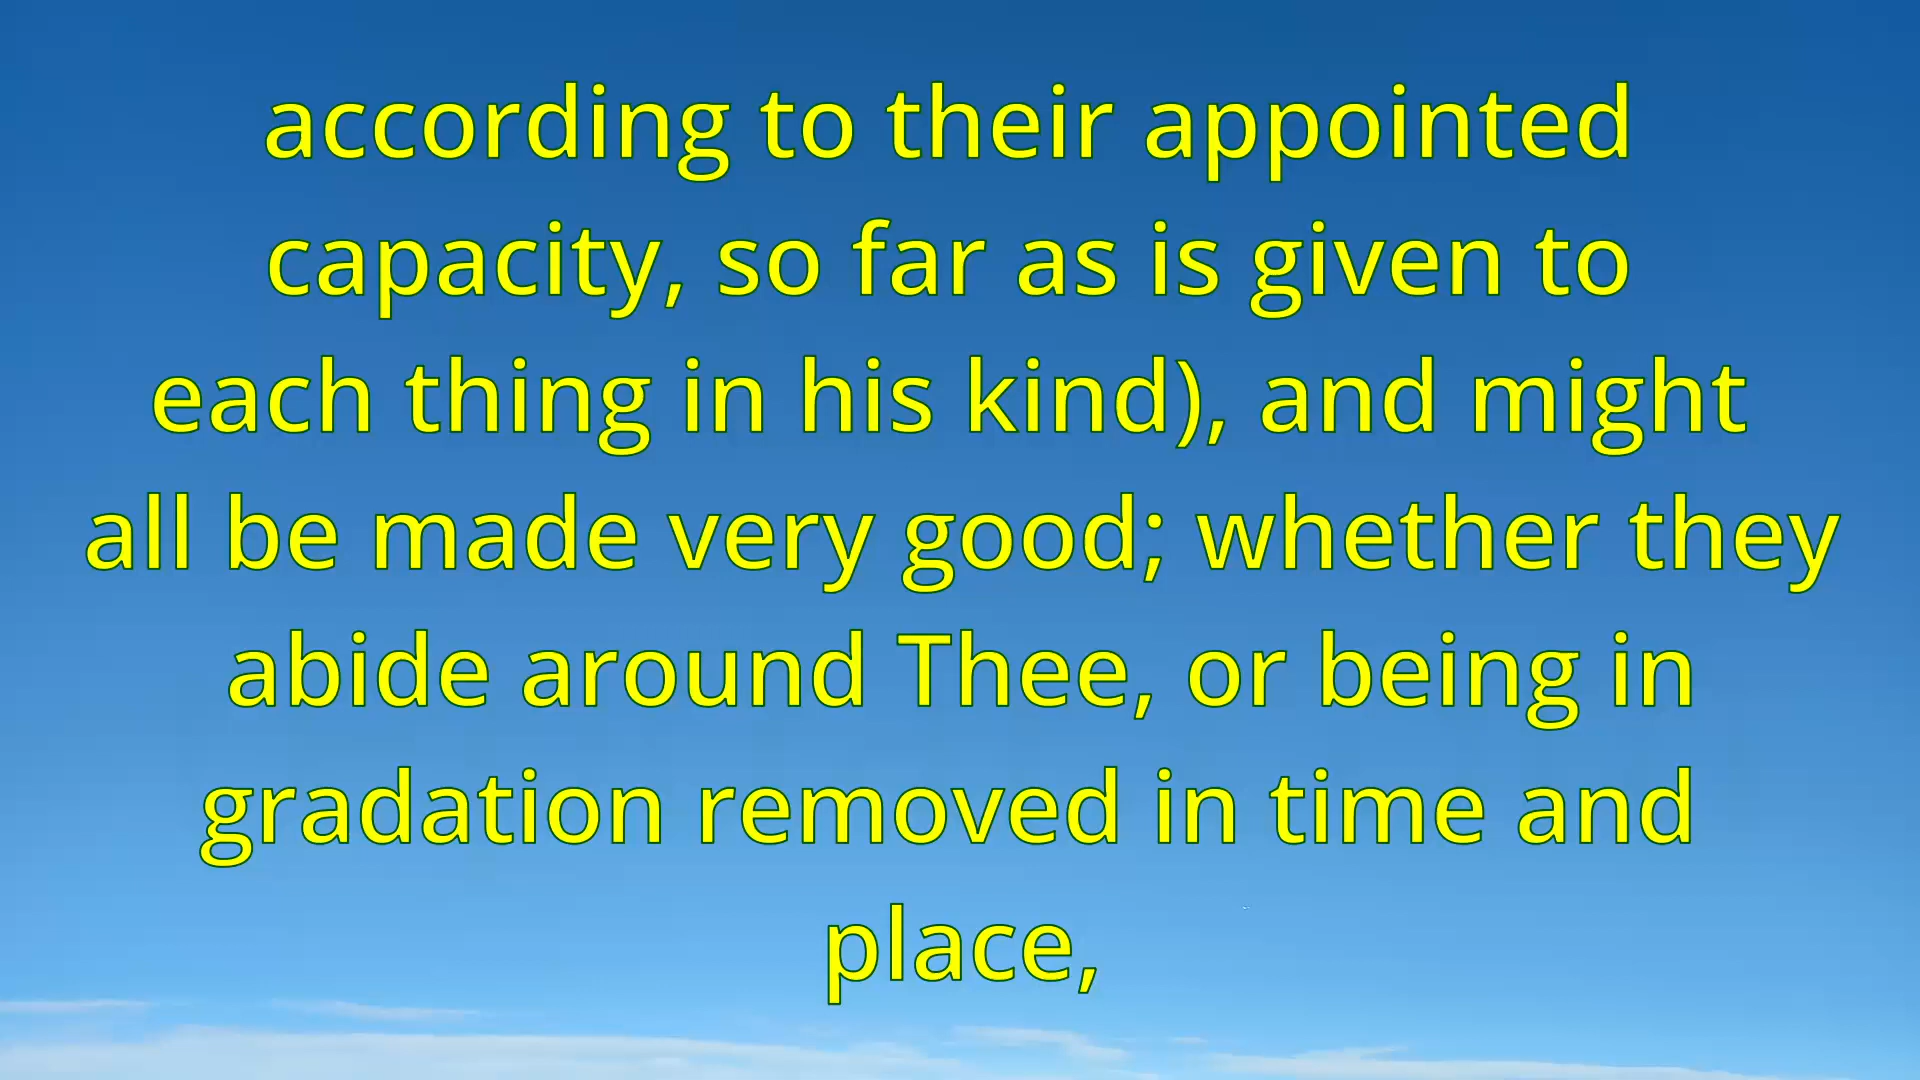 according to their appointed
capacity, so far as is given to
each thing in his kind), and might
all be made very good; whether they
abide around Thee, or being in
gradation removed in time and
place,